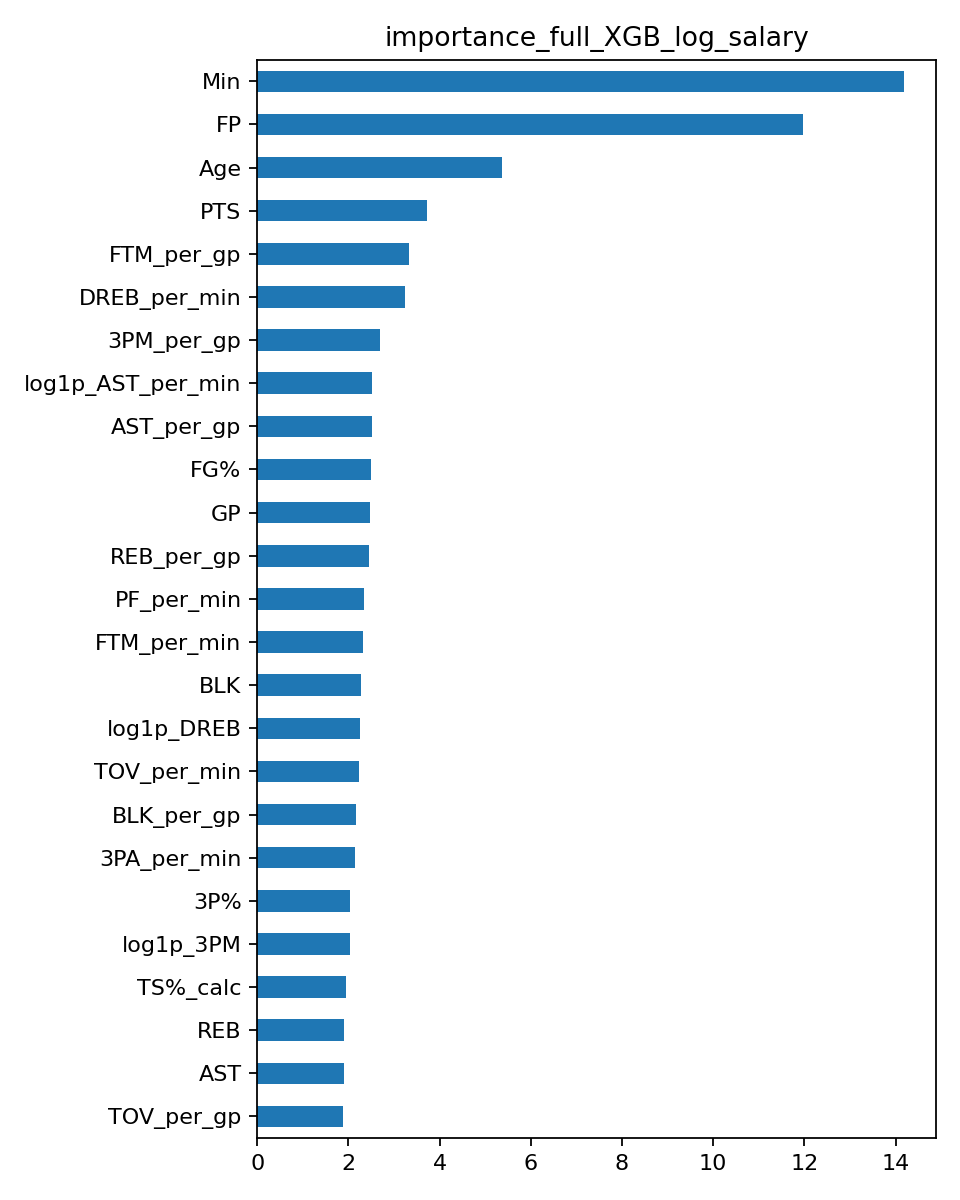 importance_full_XGB_log_salary
Min
FP
Age
PTS
FTM_per_gp
DREB_per_min
3PM_per_gp
log1p_AST_per_min
AST_per_gp
FG%
GP
REB_per_gp
PF_per_min
FTM_per_min
BLK
log1p_DREB
TOV_per_min
BLK_per_gp
3PA_per_min
3P%
log1p_3PM
TS%_calc
REB
AST
TOV_per_gp
0 2 4 6 8 10 12 14